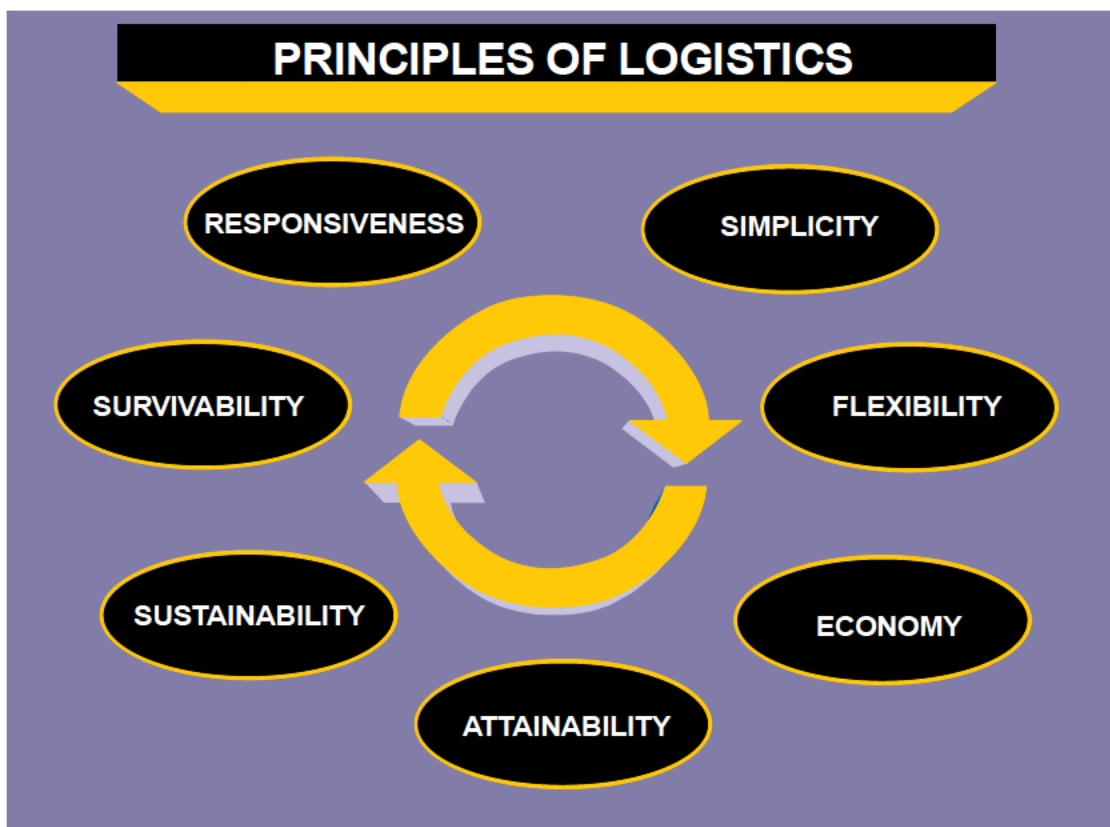 PRINCIPLES OF LOGISTICS
RESPONSIVENESS
SIMPLICITY
SURVIVABILITY
FLEXIBILITY
SUSTAINABILITY
ECONOMY
ATTAINABILITY